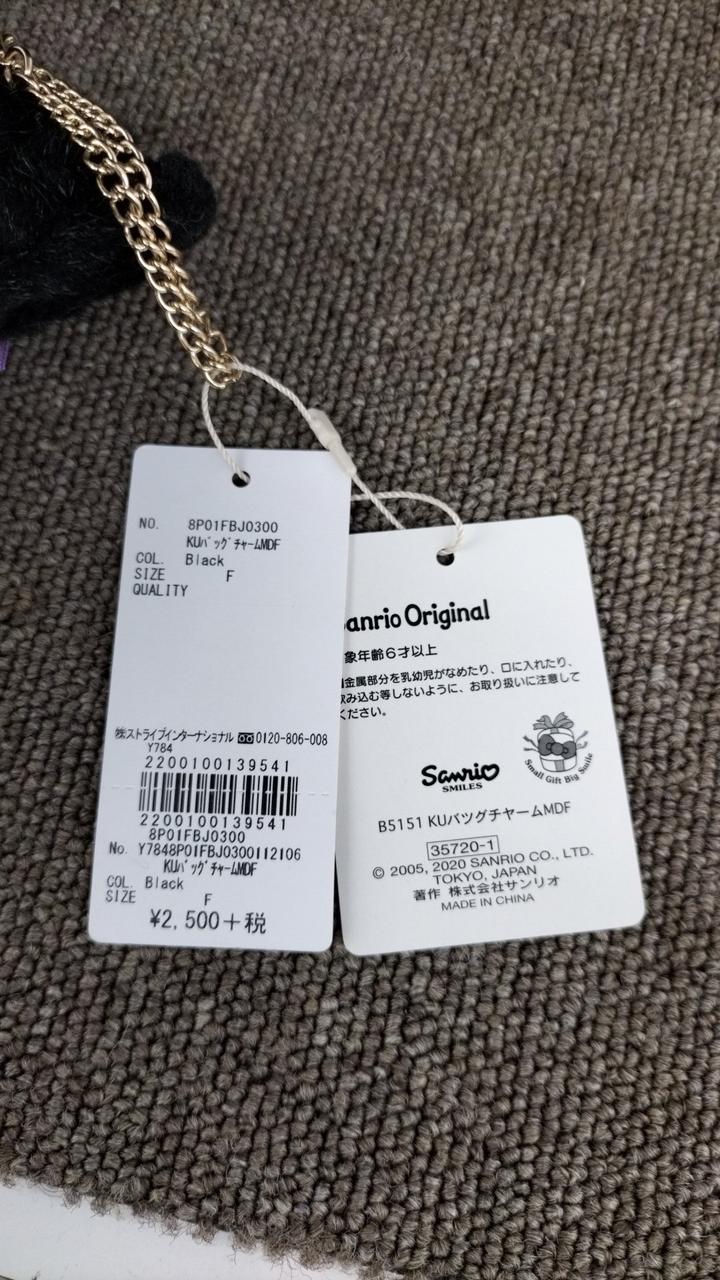 NO. 8P01FBJ0300
KUバッグチャームMDF
COL. Black
SIZE F
QUALITY
㈱ストライプインターナショナル 0120-806-008
Y784
2200100139541
2200100139541
8P01FBJ0300
No. Y7848P01FBJ0300112106
KUバッグチャームMDF
COL. Black
SIZE F
¥2,500+税
anrio Original
象年齢6才以上
金属部分を乳幼児がなめたり、口に入れたり、
飲み込む等しないように、お取り扱いに注意して
ください。
Small Gift Big Smile
Sanrio
SMILES
B5151 KUバツグチヤームMDF
35720-1
© 2005, 2020 SANRIO CO., LTD.
TOKYO, JAPAN
著作 株式会社サンリオ
MADE IN CHINA